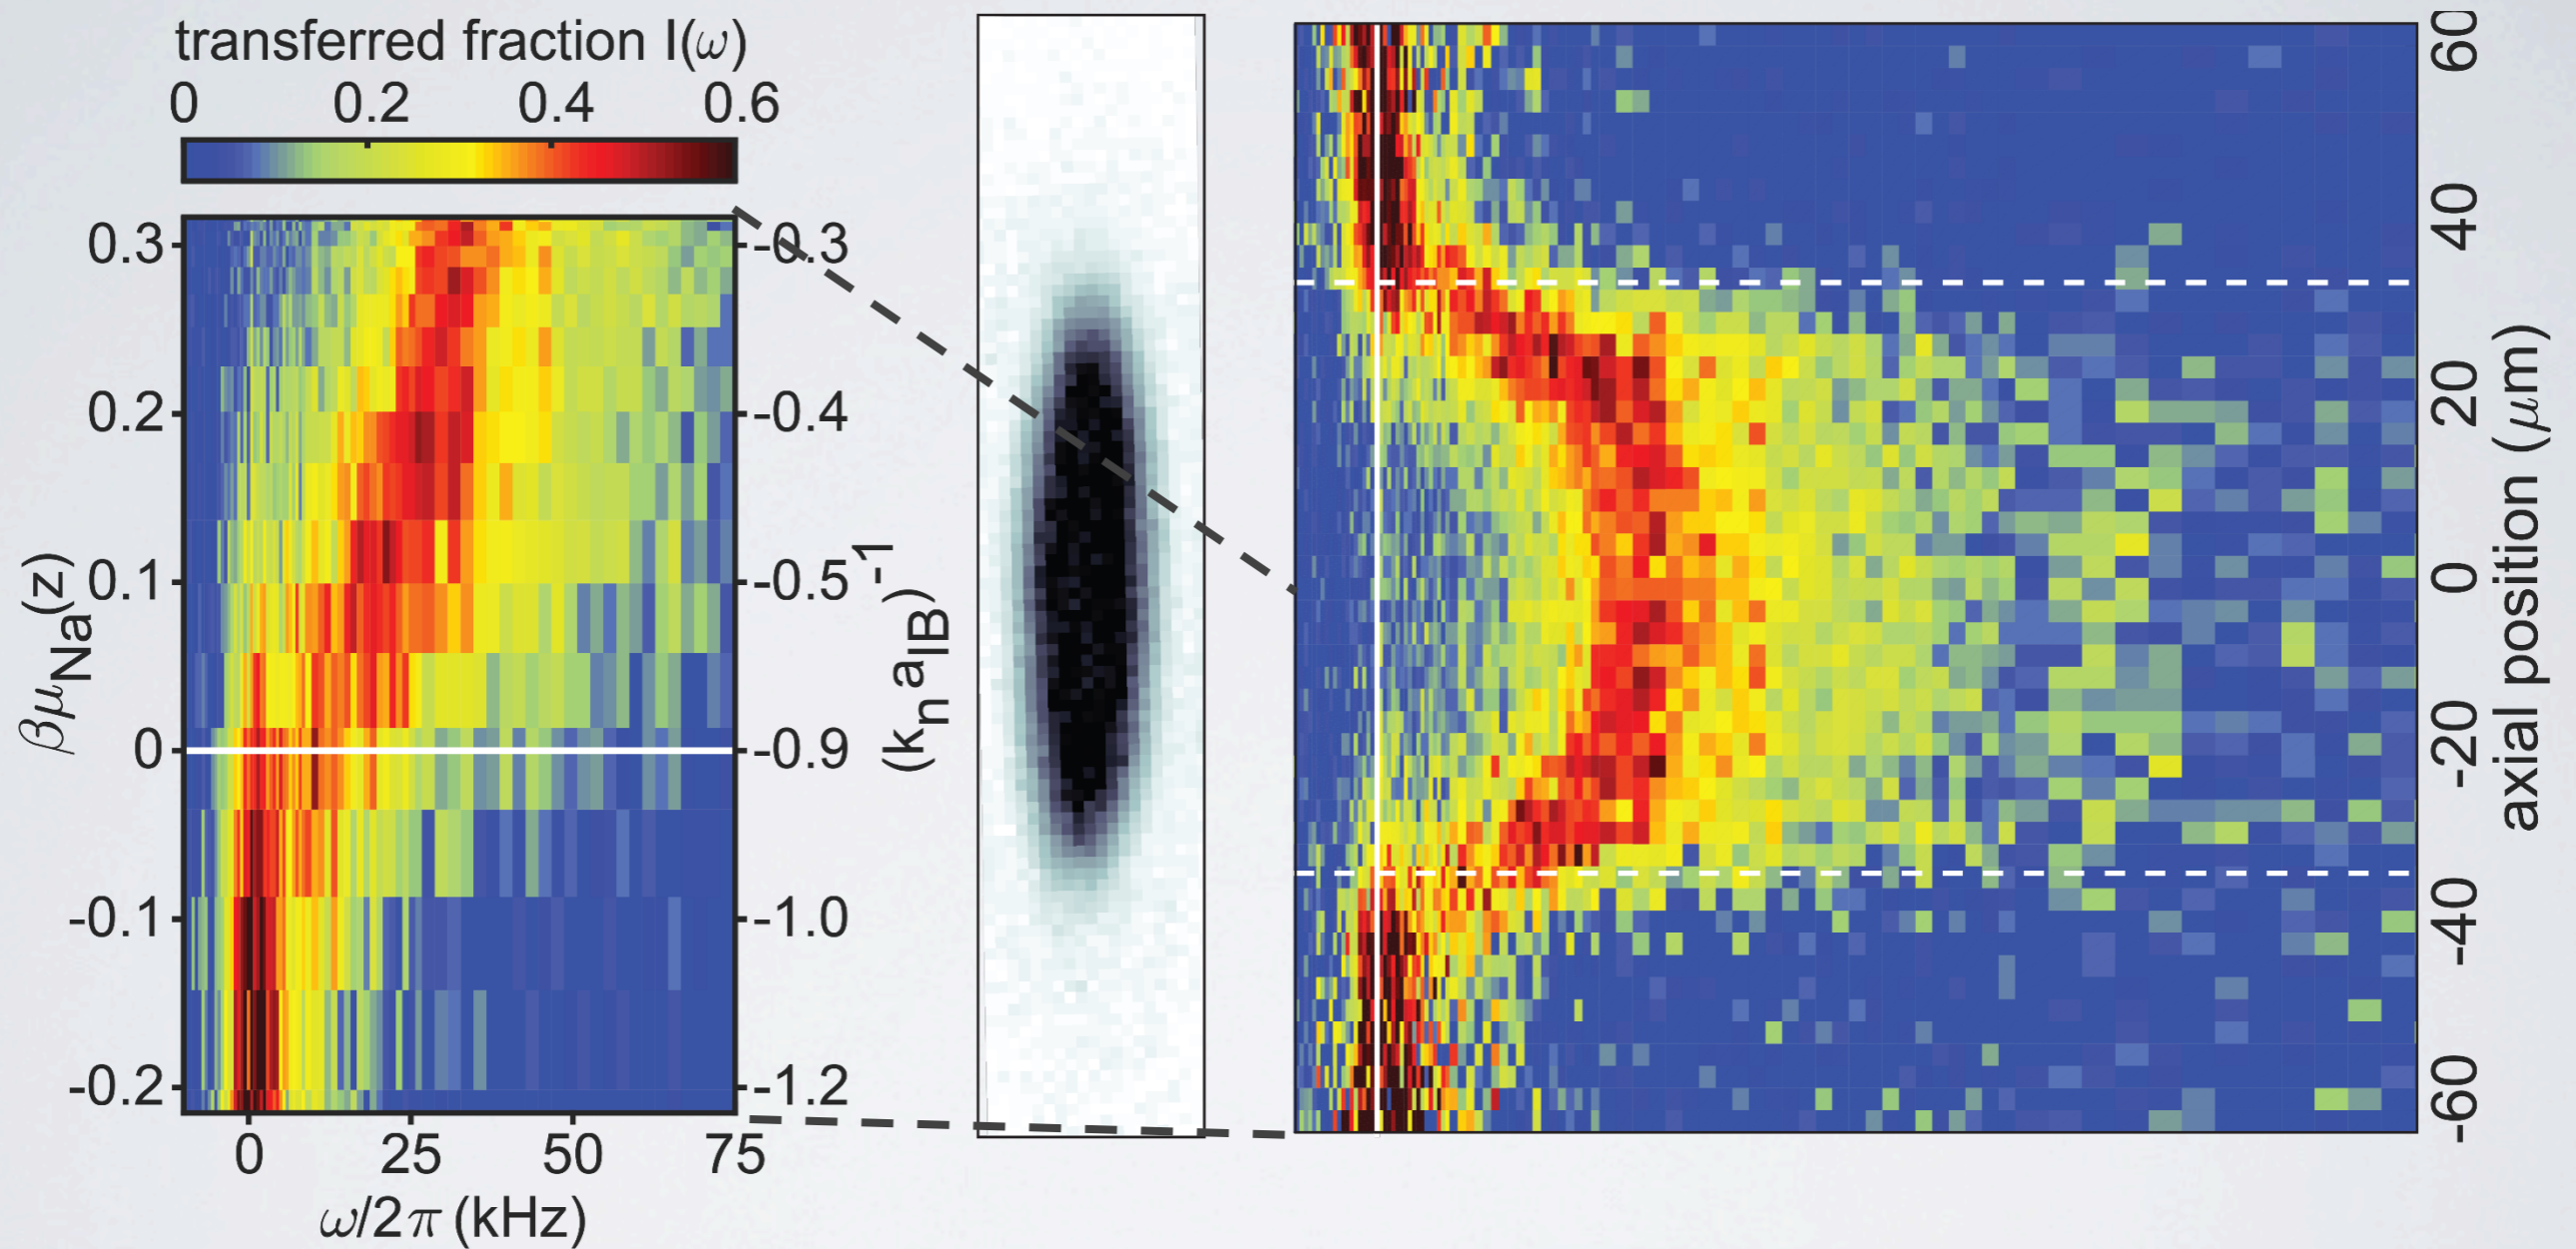 transferred fraction I(ω)
0 0.2 0.4 0.6
βμNa(z)
0.3
0.2
0.1
0
-0.1
-0.2
-0.3
-0.4
-0.5
-0.9
-1.0
-1.2
(kn aIB)-1
0 25 50 75
ω/2π (kHz)
60
40
20
0
-20
-40
-60
axial position (μm)